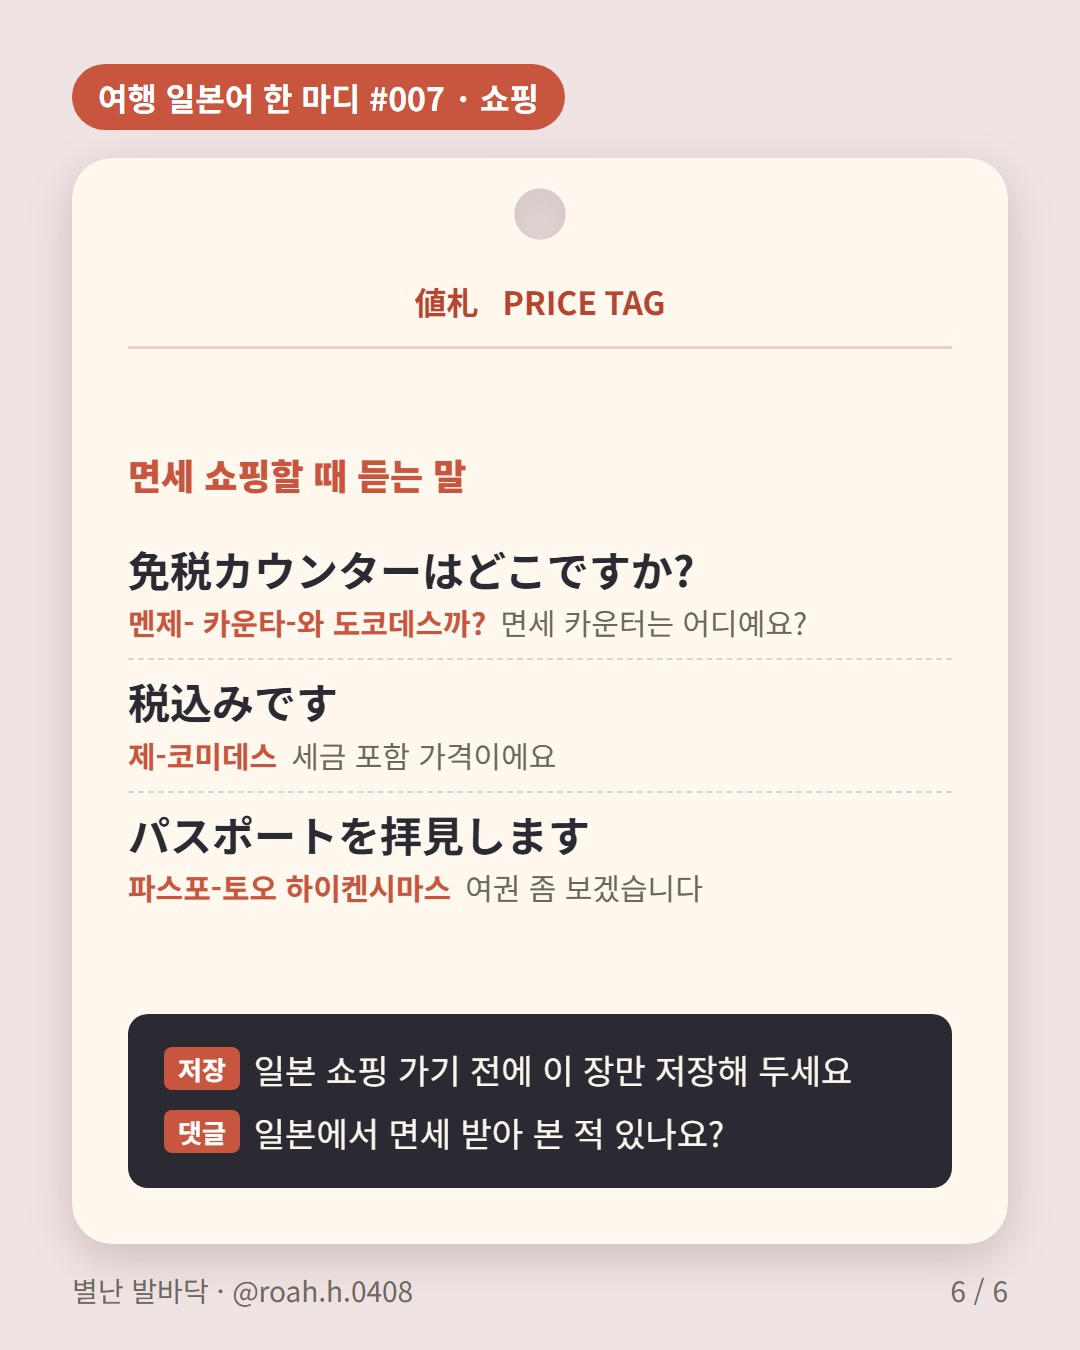 여행 일본어 한 마디 #007 · 쇼핑
値札 PRICE TAG
면세 쇼핑할 때 듣는 말
免税カウンターはどこですか?
멘제- 카운타-와 도코데스까? 면세 카운터는 어디예요?
税込みです
제-코미데스 세금 포함 가격이에요
パスポートを拝見します
파스포-토오 하이켄시마스 여권 좀 보겠습니다
저장 일본 쇼핑 가기 전에 이 장만 저장해 두세요
댓글 일본에서 면세 받아 본 적 있나요?
별난 발바닥 · @roah.h.0408
6 / 6